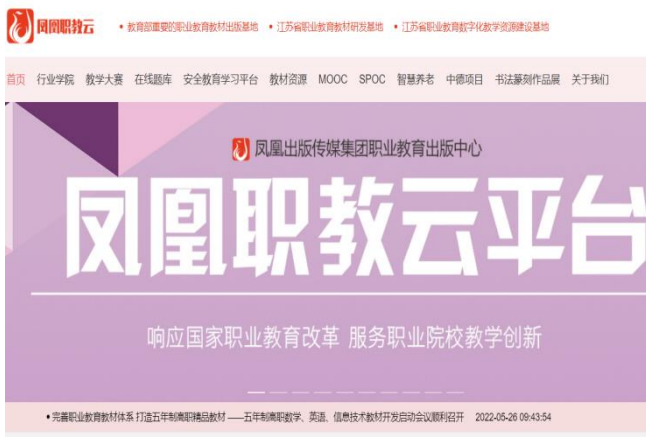 凤凰职教云 • 教育部重要的职业教育教材出版基地 • 江苏省职业教育教材研发基地 • 江苏省职业教育数字化教学资源建设基地
首页 行业学院 教学大赛 在线题库 安全教育学习平台 教材资源 MOOC SPOC 智慧养老 中德项目 书法篆刻作品展 关于我们
凤凰出版传媒集团职业教育出版中心
凤凰职教云平台
响应国家职业教育改革 服务职业院校教学创新
• 完善职业教育教材体系 打造五年制高职精品教材 ——五年制高职数学、英语、信息技术教材开发启动会议顺利召开 2022-05-26 09:43:54